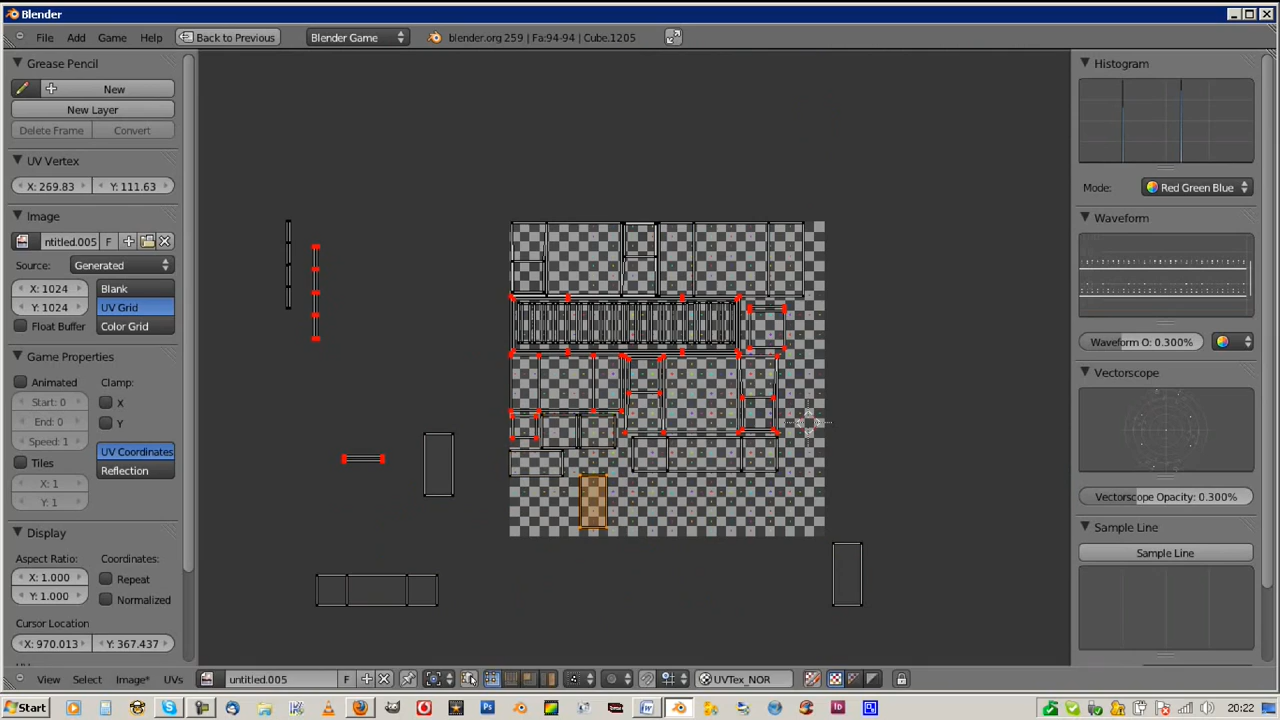 Blender
File Add Game Help Back to Previous Blender Game blender.org 259 | Fa:94-94 | Cube.1205
Grease Pencil
New
New Layer
Delete Frame Convert
UV Vertex
X: 269.83 Y: 111.63
Image
ntitled.005 F
Source: Generated
X: 1024 Blank
Y: 1024 UV Grid
Float Buffer Color Grid
Game Properties
Animated Clamp:
Start: 0 X
End: 0 Y
Speed: 1
Tiles UV Coordinates
X: 1 Reflection
Y: 1
Display
Aspect Ratio: Coordinates:
X: 1.000 Repeat
Y: 1.000 Normalized
Cursor Location
X: 970.013 Y: 367.437
Histogram
Mode: Red Green Blue
Waveform
Waveform O: 0.300%
Vectorscope
Vectorscope Opacity: 0.300%
Sample Line
Sample Line
View Select Image* UVs untitled.005 F UVTex_NOR
Start 20:22